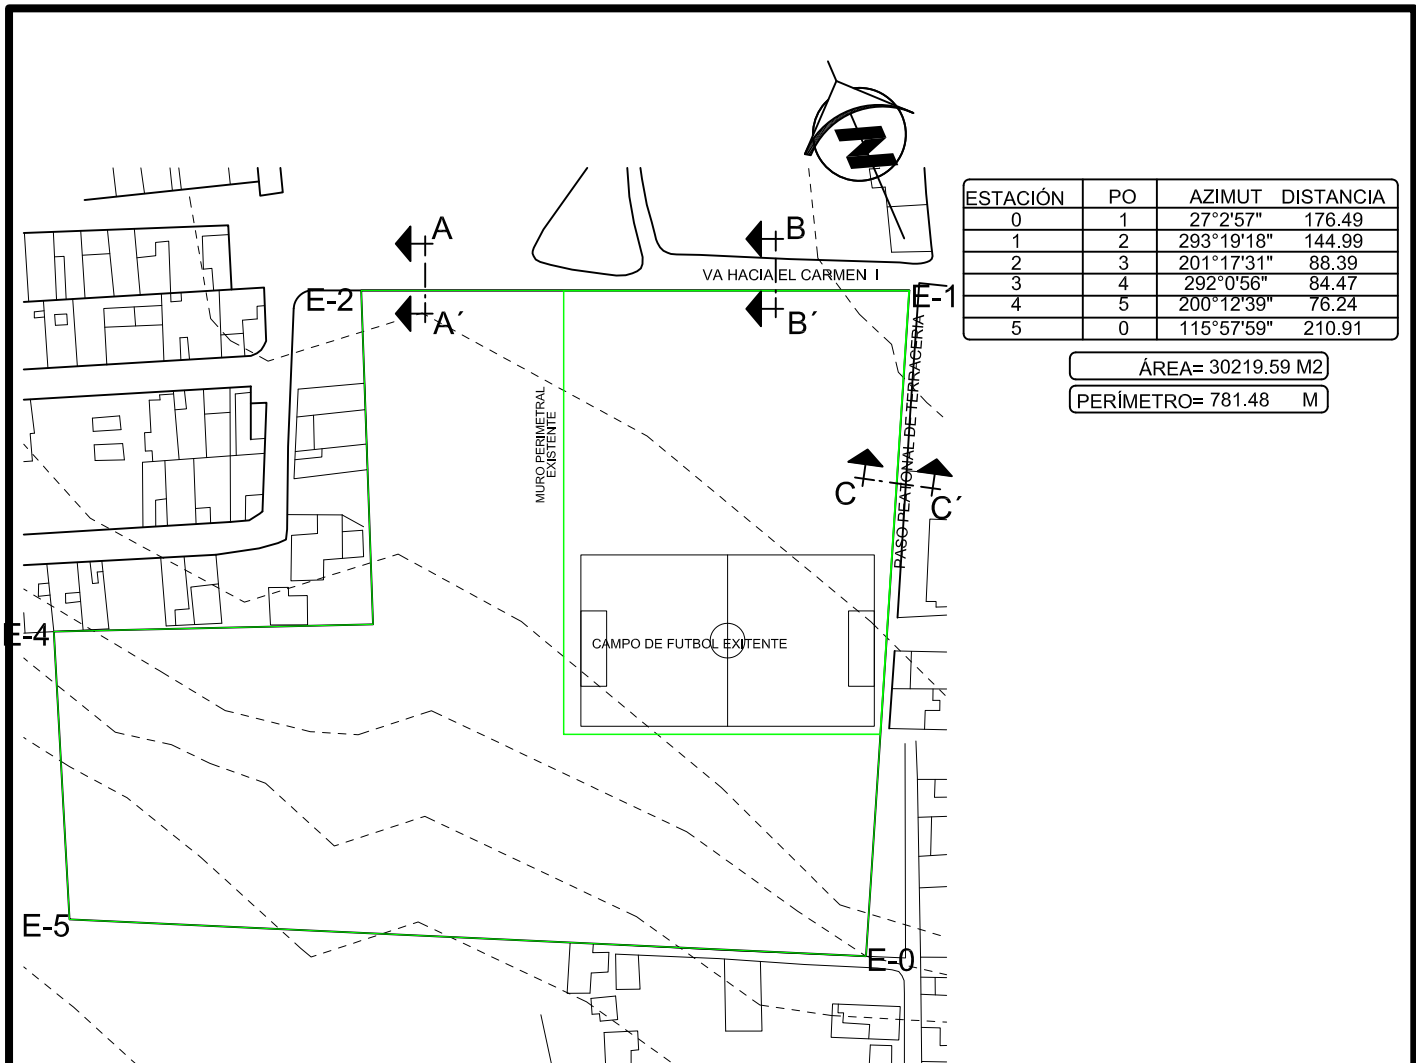 N
ESTACIÓN PO AZIMUT DISTANCIA
0 1 27°2'57" 176.49
1 2 293°19'18" 144.99
2 3 201°17'31" 88.39
3 4 292°0'56" 84.47
4 5 200°12'39" 76.24
5 0 115°57'59" 210.91
ÁREA= 30219.59 M2
PERÍMETRO= 781.48 M
A
B
VA HACIA EL CARMEN I
E-2
E-1
A´
B´
MURO PERIMETRAL
EXISTENTE
PASO PEATONAL DE TERRACERIA
C
C´
E-4
CAMPO DE FUTBOL EXITENTE
E-5
E-0